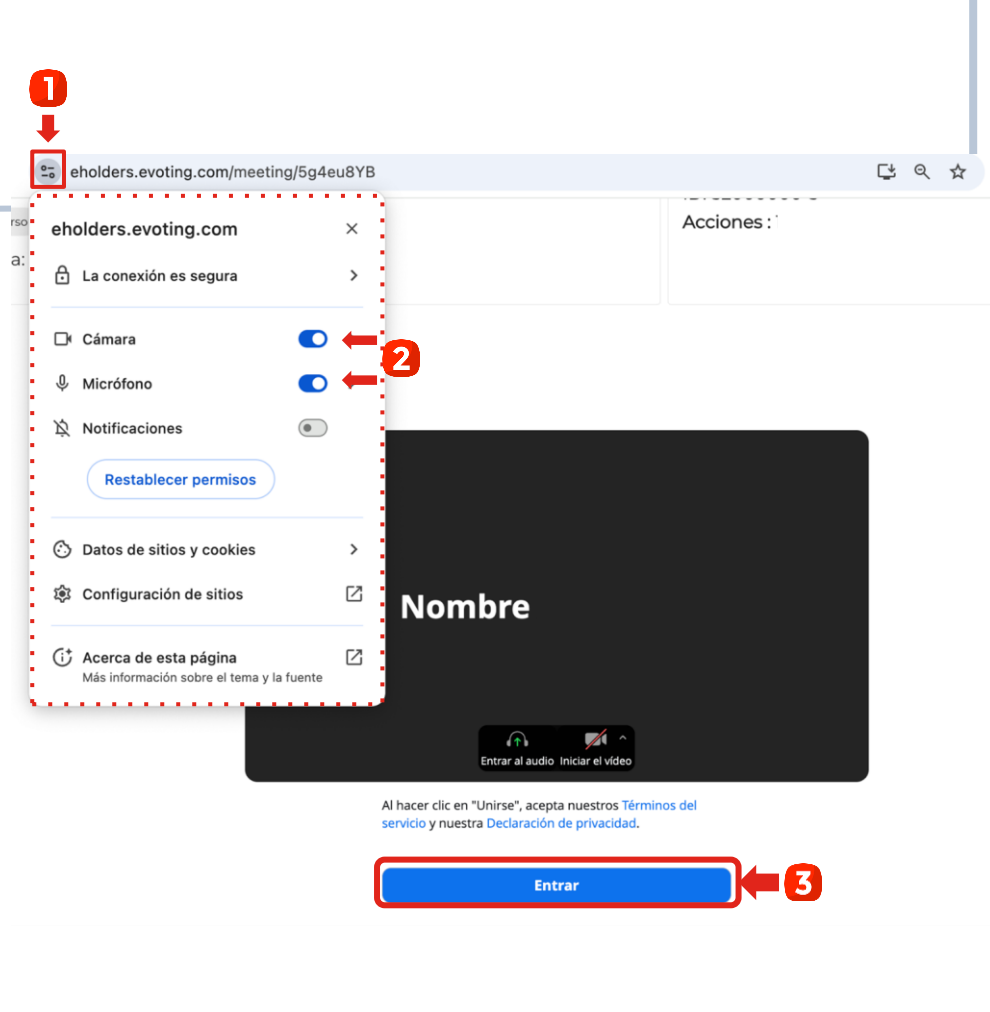 1
eholders.evoting.com/meeting/5g4eu8YB
eholders.evoting.com
Acciones :
a:
La conexión es segura
Cámara
2
Micrófono
Notificaciones
Restablecer permisos
Datos de sitios y cookies
Configuración de sitios
Nombre
Acerca de esta página
Más información sobre el tema y la fuente
Entrar al audio Iniciar el vídeo
Al hacer clic en "Unirse", acepta nuestros Términos del
servicio y nuestra Declaración de privacidad.
Entrar
3